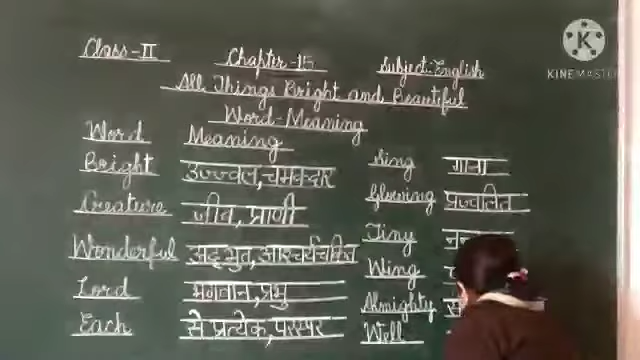 Class-II Chapter-15 Subject:English
All Things Bright and Beautiful
Word-Meaning
Word Meaning
Bright उज्ज्वल,चमकदार
Creature जीव,प्राणी
Wonderful अद्भुत,आश्चर्यचकित
Lord भगवान,प्रभु
Each से प्रत्येक,परस्पर
Sing गाना
Glowing प्रज्वलित
Tiny
Wing
Almighty
Well
KINEMASTER